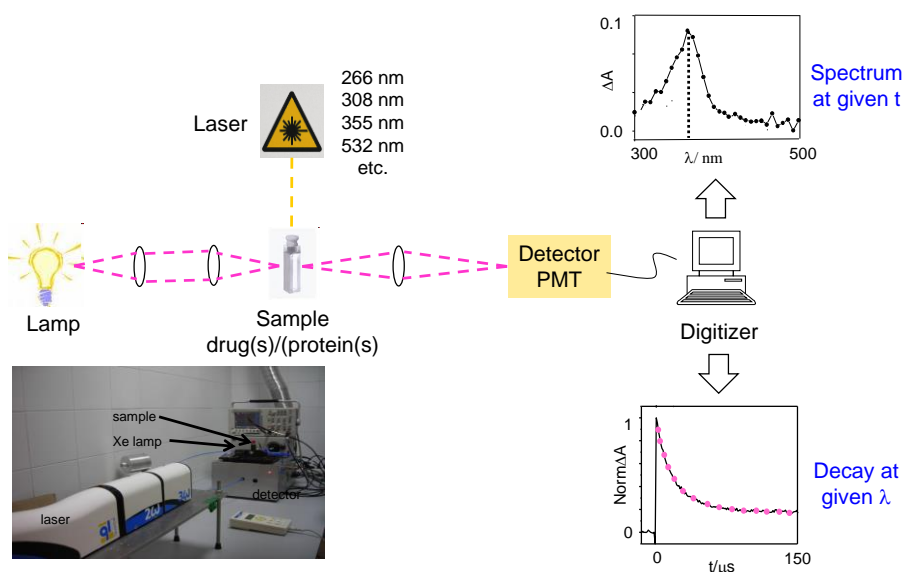 0.1
ΔA
0.0
300
λ/ nm
500
Spectrum
at given t
266 nm
308 nm
355 nm
532 nm
etc.
Laser
Lamp
Sample
drug(s)/(protein(s)
Detector
PMT
Digitizer
sample
Xe lamp
laser
detector
ql
200
1
NormΔA
0
0
150
t/μs
Decay at
given λ